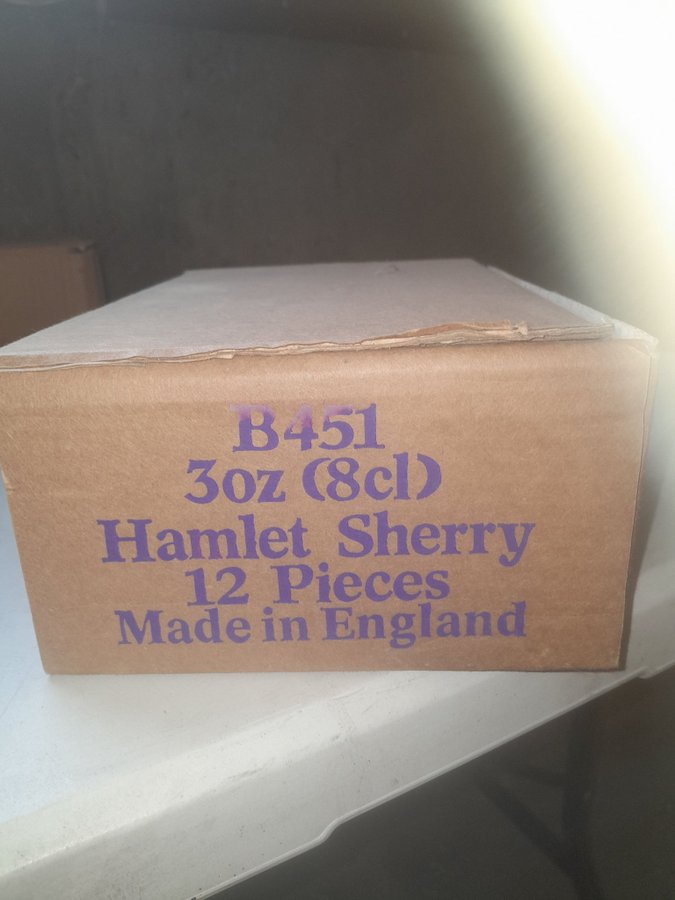 B451
3oz (8cl)
Hamlet Sherry
12 Pieces
Made in England